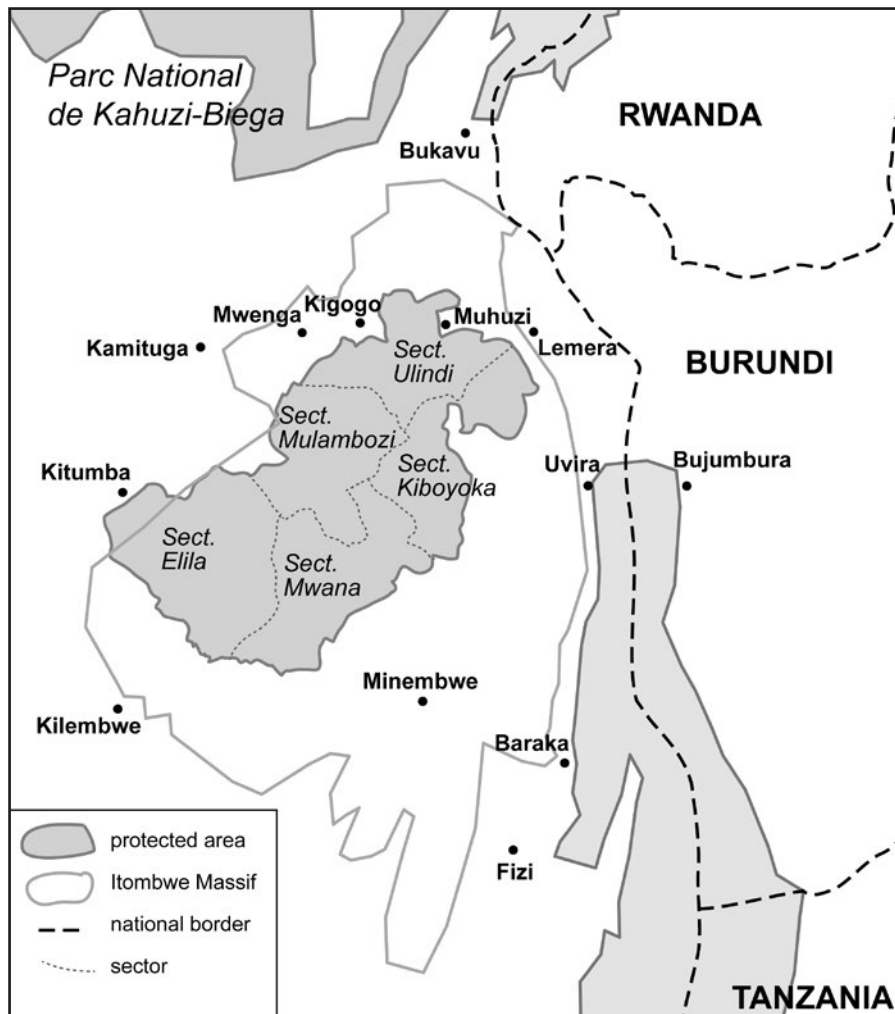 Parc National
de Kahuzi-Biega
RWANDA
Bukavu
Kigogo
Mwenga
Muhuzi
Kamituga
Lemera
Sect.
Ulindi
BURUNDI
Sect.
Mulambozi
Kitumba
Sect.
Kiboyoka
Uvira
Bujumbura
Sect.
Elila
Sect.
Mwana
Minembwe
Kilembwe
Baraka
Fizi
protected area
Itombwe Massif
national border
sector
TANZANIA